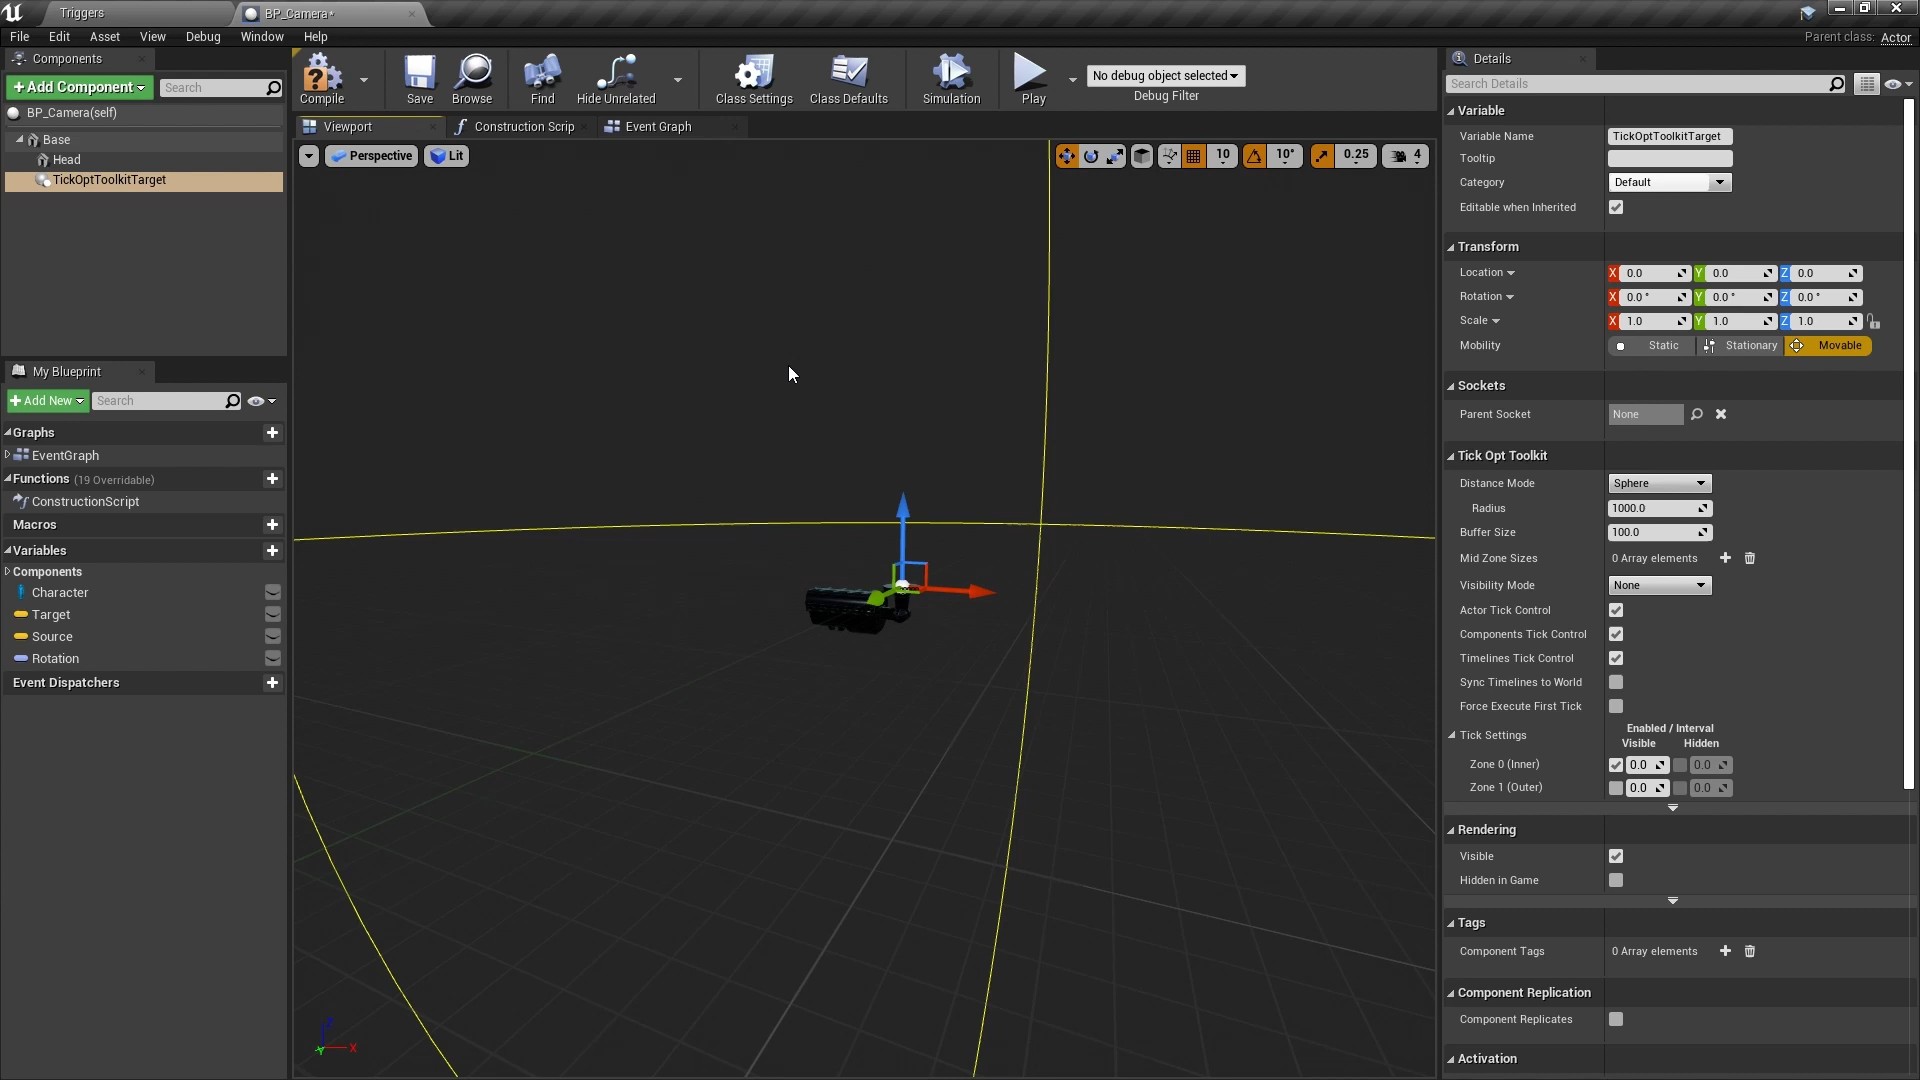 Triggers
BP_Camera*
File Edit Asset View Debug Window Help
Parent class: Actor
Components
+ Add Component
Search
BP_Camera(self)
Base
Head
TickOptToolkitTarget
My Blueprint
+ Add New
Search
Graphs
EventGraph
Functions (19 Overridable)
ConstructionScript
Macros
Variables
Components
Character
Target
Source
Rotation
Event Dispatchers
Compile
Save
Browse
Find
Hide Unrelated
Class Settings
Class Defaults
Simulation
Play
No debug object selected
Debug Filter
Viewport
Construction Scrip
Event Graph
Perspective
Lit
10
10°
0.25
4
Z
X
Y
Details
Search Details
Variable
Variable Name TickOptToolkitTarget
Tooltip
Category Default
Editable when Inherited
Transform
Location X 0.0 Y 0.0 Z 0.0
Rotation X 0.0 ° Y 0.0 ° Z 0.0 °
Scale X 1.0 Y 1.0 Z 1.0
Mobility Static Stationary Movable
Sockets
Parent Socket None
Tick Opt Toolkit
Distance Mode Sphere
Radius 1000.0
Buffer Size 100.0
Mid Zone Sizes 0 Array elements
Visibility Mode None
Actor Tick Control
Components Tick Control
Timelines Tick Control
Sync Timelines to World
Force Execute First Tick
Enabled / Interval
Tick Settings Visible Hidden
Zone 0 (Inner) 0.0 0.0
Zone 1 (Outer) 0.0 0.0
Rendering
Visible
Hidden in Game
Tags
Component Tags 0 Array elements
Component Replication
Component Replicates
Activation